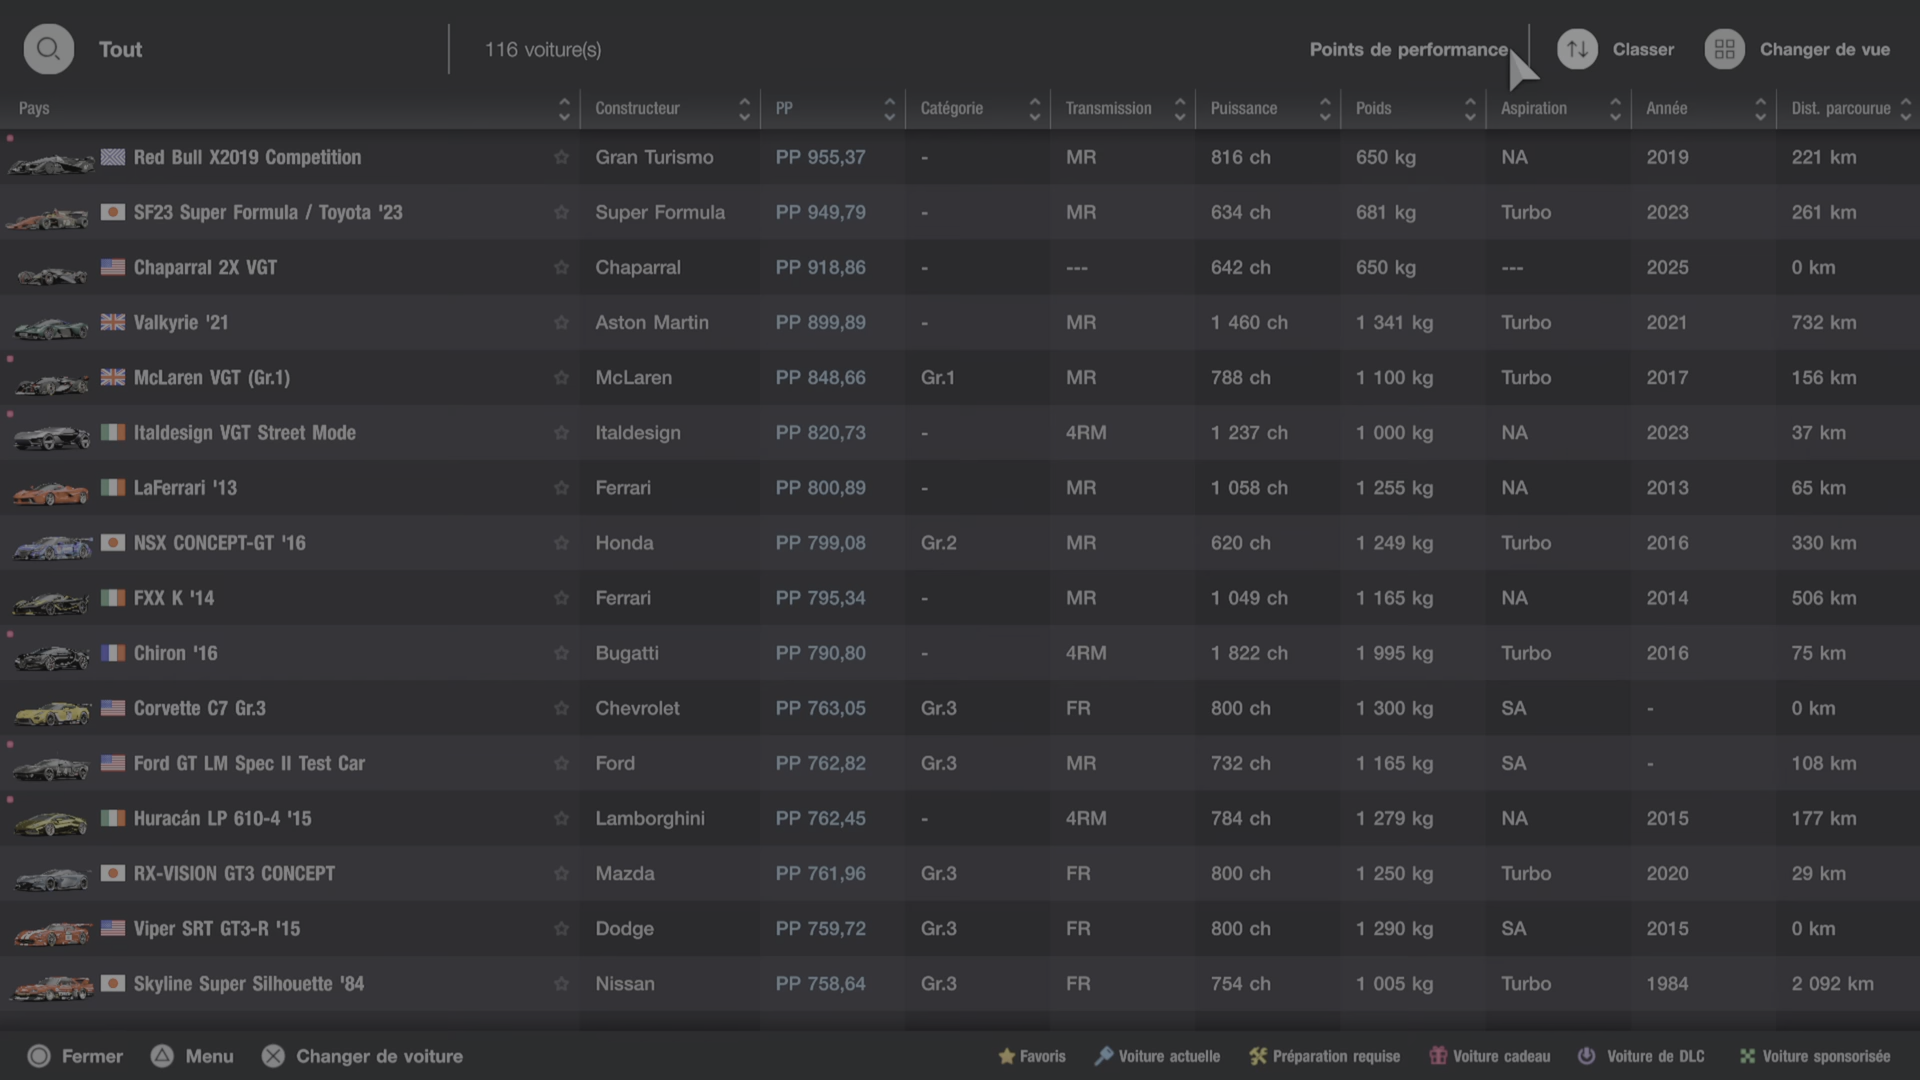 Tout 116 voiture(s) Points de performance Classer Changer de vue
Pays Constructeur PP Catégorie Transmission Puissance Poids Aspiration Année Dist. parcourue
Red Bull X2019 Competition Gran Turismo PP 955,37 - MR 816 ch 650 kg NA 2019 221 km
SF23 Super Formula / Toyota '23 Super Formula PP 949,79 - MR 634 ch 681 kg Turbo 2023 261 km
Chaparral 2X VGT Chaparral PP 918,86 - --- 642 ch 650 kg --- 2025 0 km
Valkyrie '21 Aston Martin PP 899,89 - MR 1 460 ch 1 341 kg Turbo 2021 732 km
McLaren VGT (Gr.1) McLaren PP 848,66 Gr.1 MR 788 ch 1 100 kg Turbo 2017 156 km
Italdesign VGT Street Mode Italdesign PP 820,73 - 4RM 1 237 ch 1 000 kg NA 2023 37 km
LaFerrari '13 Ferrari PP 800,89 - MR 1 058 ch 1 255 kg NA 2013 65 km
NSX CONCEPT-GT '16 Honda PP 799,08 Gr.2 MR 620 ch 1 249 kg Turbo 2016 330 km
FXX K '14 Ferrari PP 795,34 - MR 1 049 ch 1 165 kg NA 2014 506 km
Chiron '16 Bugatti PP 790,80 - 4RM 1 822 ch 1 995 kg Turbo 2016 75 km
Corvette C7 Gr.3 Chevrolet PP 763,05 Gr.3 FR 800 ch 1 300 kg SA - 0 km
Ford GT LM Spec II Test Car Ford PP 762,82 Gr.3 MR 732 ch 1 165 kg SA - 108 km
Huracán LP 610-4 '15 Lamborghini PP 762,45 - 4RM 784 ch 1 279 kg NA 2015 177 km
RX-VISION GT3 CONCEPT Mazda PP 761,96 Gr.3 FR 800 ch 1 250 kg Turbo 2020 29 km
Viper SRT GT3-R '15 Dodge PP 759,72 Gr.3 FR 800 ch 1 290 kg SA 2015 0 km
Skyline Super Silhouette '84 Nissan PP 758,64 Gr.3 FR 754 ch 1 005 kg Turbo 1984 2 092 km
Fermer Menu Changer de voiture Favoris Voiture actuelle Préparation requise Voiture cadeau Voiture de DLC Voiture sponsorisée